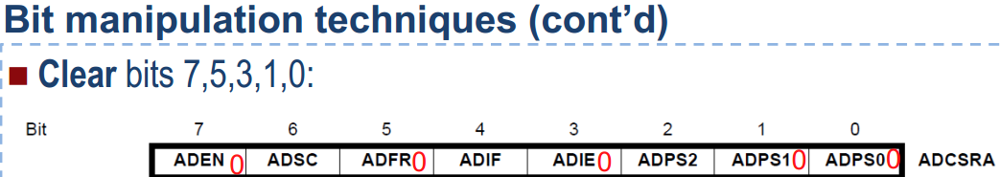 Bit manipulation techniques (cont’d)
Clear bits 7,5,3,1,0:
Bit 7 6 5 4 3 2 1 0
ADEN 0 ADSC ADFR 0 ADIF ADIE 0 ADPS2 ADPS1 0 ADPS0 0 ADCSRA